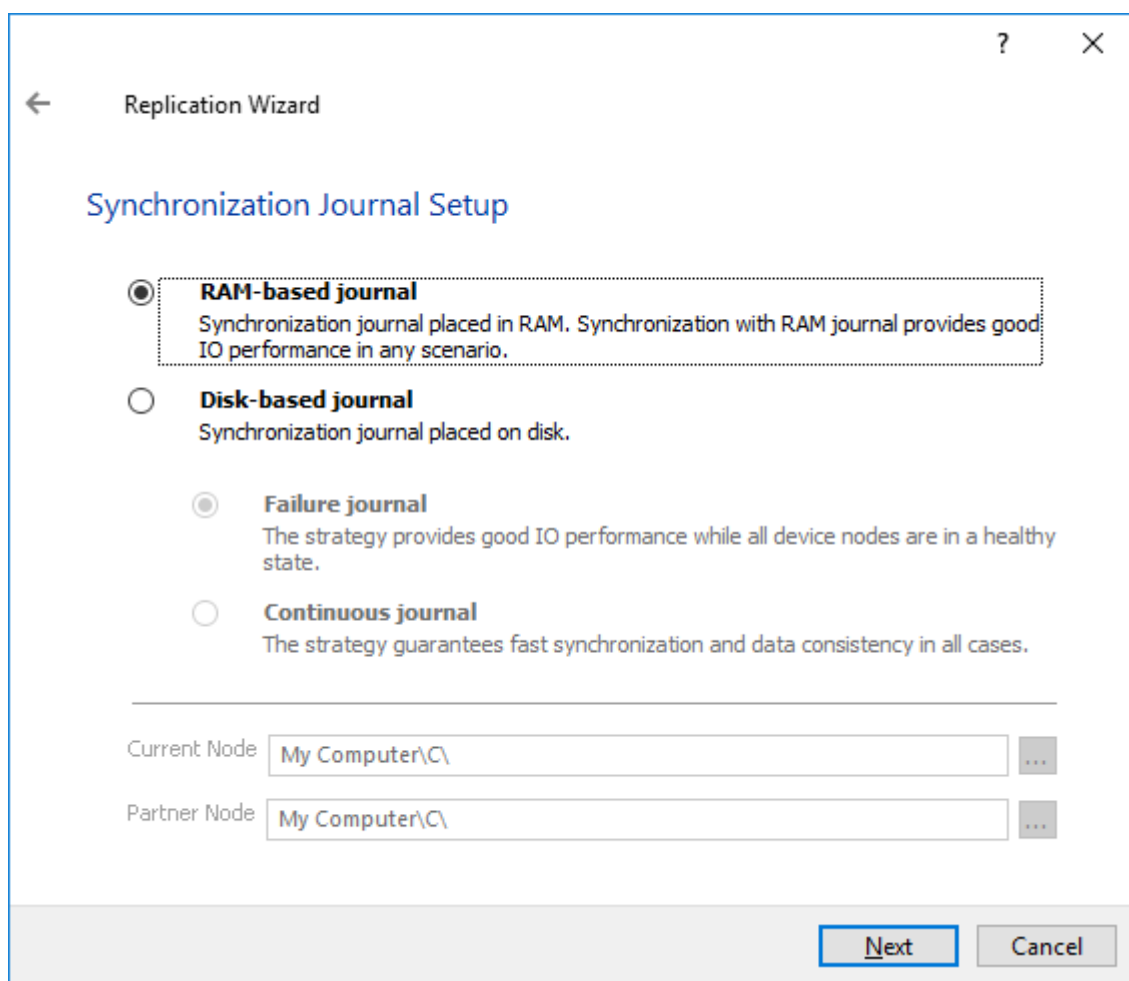 ?
Replication Wizard
Synchronization Journal Setup
RAM-based journal
Synchronization journal placed in RAM. Synchronization with RAM journal provides good
IO performance in any scenario.
Disk-based journal
Synchronization journal placed on disk.
Failure journal
The strategy provides good IO performance while all device nodes are in a healthy
state.
Continuous journal
The strategy guarantees fast synchronization and data consistency in all cases.
Current Node My Computer\C\ ...
Partner Node My Computer\C\ ...
Next Cancel